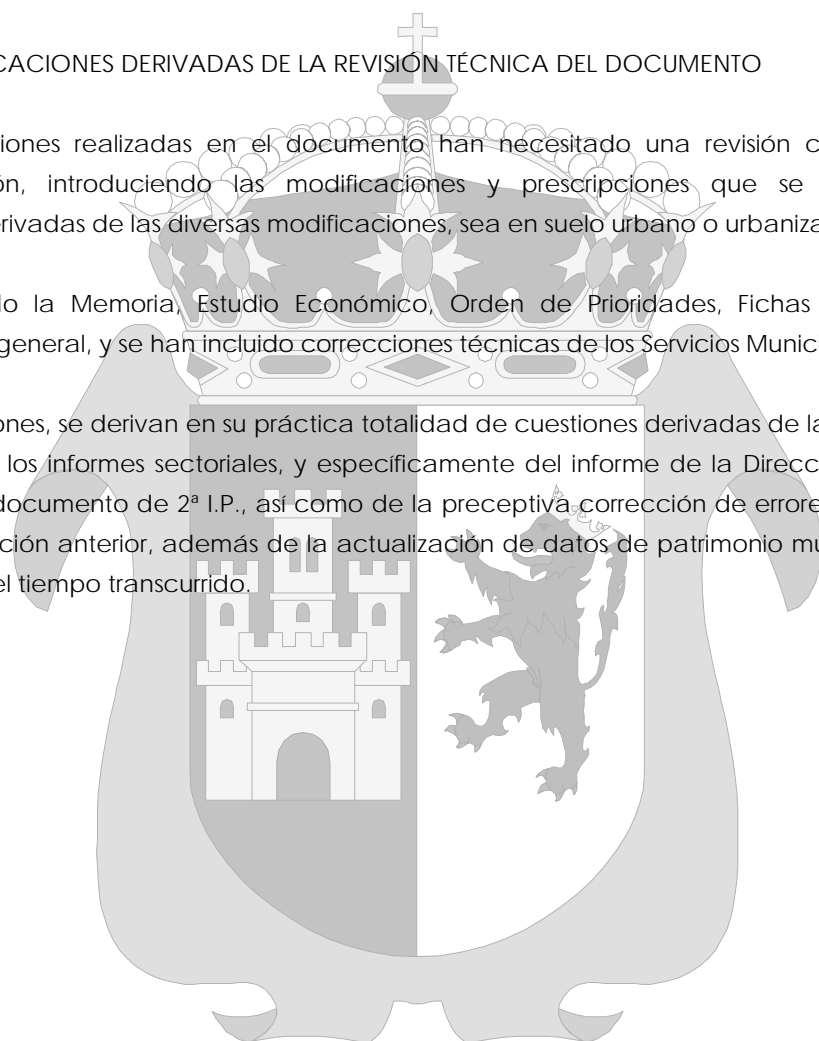 CACIONES DERIVADAS DE LA REVISIÓN TÉCNICA DEL DOCUMENTO
iones realizadas en el documento han necesitado una revisión c
ón, introduciendo las modificaciones y prescripciones que se
erivadas de las diversas modificaciones, sea en suelo urbano o urbaniza
do la Memoria, Estudio Económico, Orden de Prioridades, Fichas
general, y se han incluido correcciones técnicas de los Servicios Munic
ones, se derivan en su práctica totalidad de cuestiones derivadas de la
los informes sectoriales, y específicamente del informe de la Direcc
documento de 2ª I.P., así como de la preceptiva corrección de errore
ción anterior, además de la actualización de datos de patrimonio mu
el tiempo transcurrido.